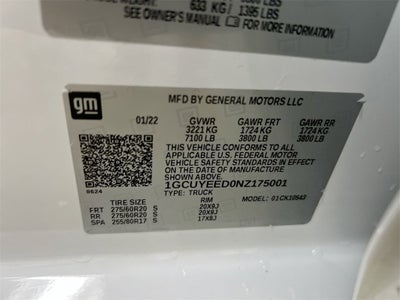 633 KG / 1395 LBS
SEE OWNER'S MANUAL FOR MORE INFORMATION
gm
MFD BY GENERAL MOTORS LLC
01/22 GVWR GAWR FRT GAWR RR
3221 KG 1724 KG 1724 KG
7100 LB 3800 LB 3800 LB
THIS VEHICLE CONFORMS TO ALL
APPLICABLE U.S. FEDERAL MOTOR
VEHICLE SAFETY STANDARDS IN EFFECT ON
THE DATE OF MANUFACTURE SHOWN ABOVE.
1GCUYEED0NZ175001
TYPE: TRUCK MODEL: 01CK10543
#624
TIRE SIZE RIM
FRT 275/60R20 S 20X9J
RR 275/60R20 S 20X9J
SPA 255/80R17 S 17X8J